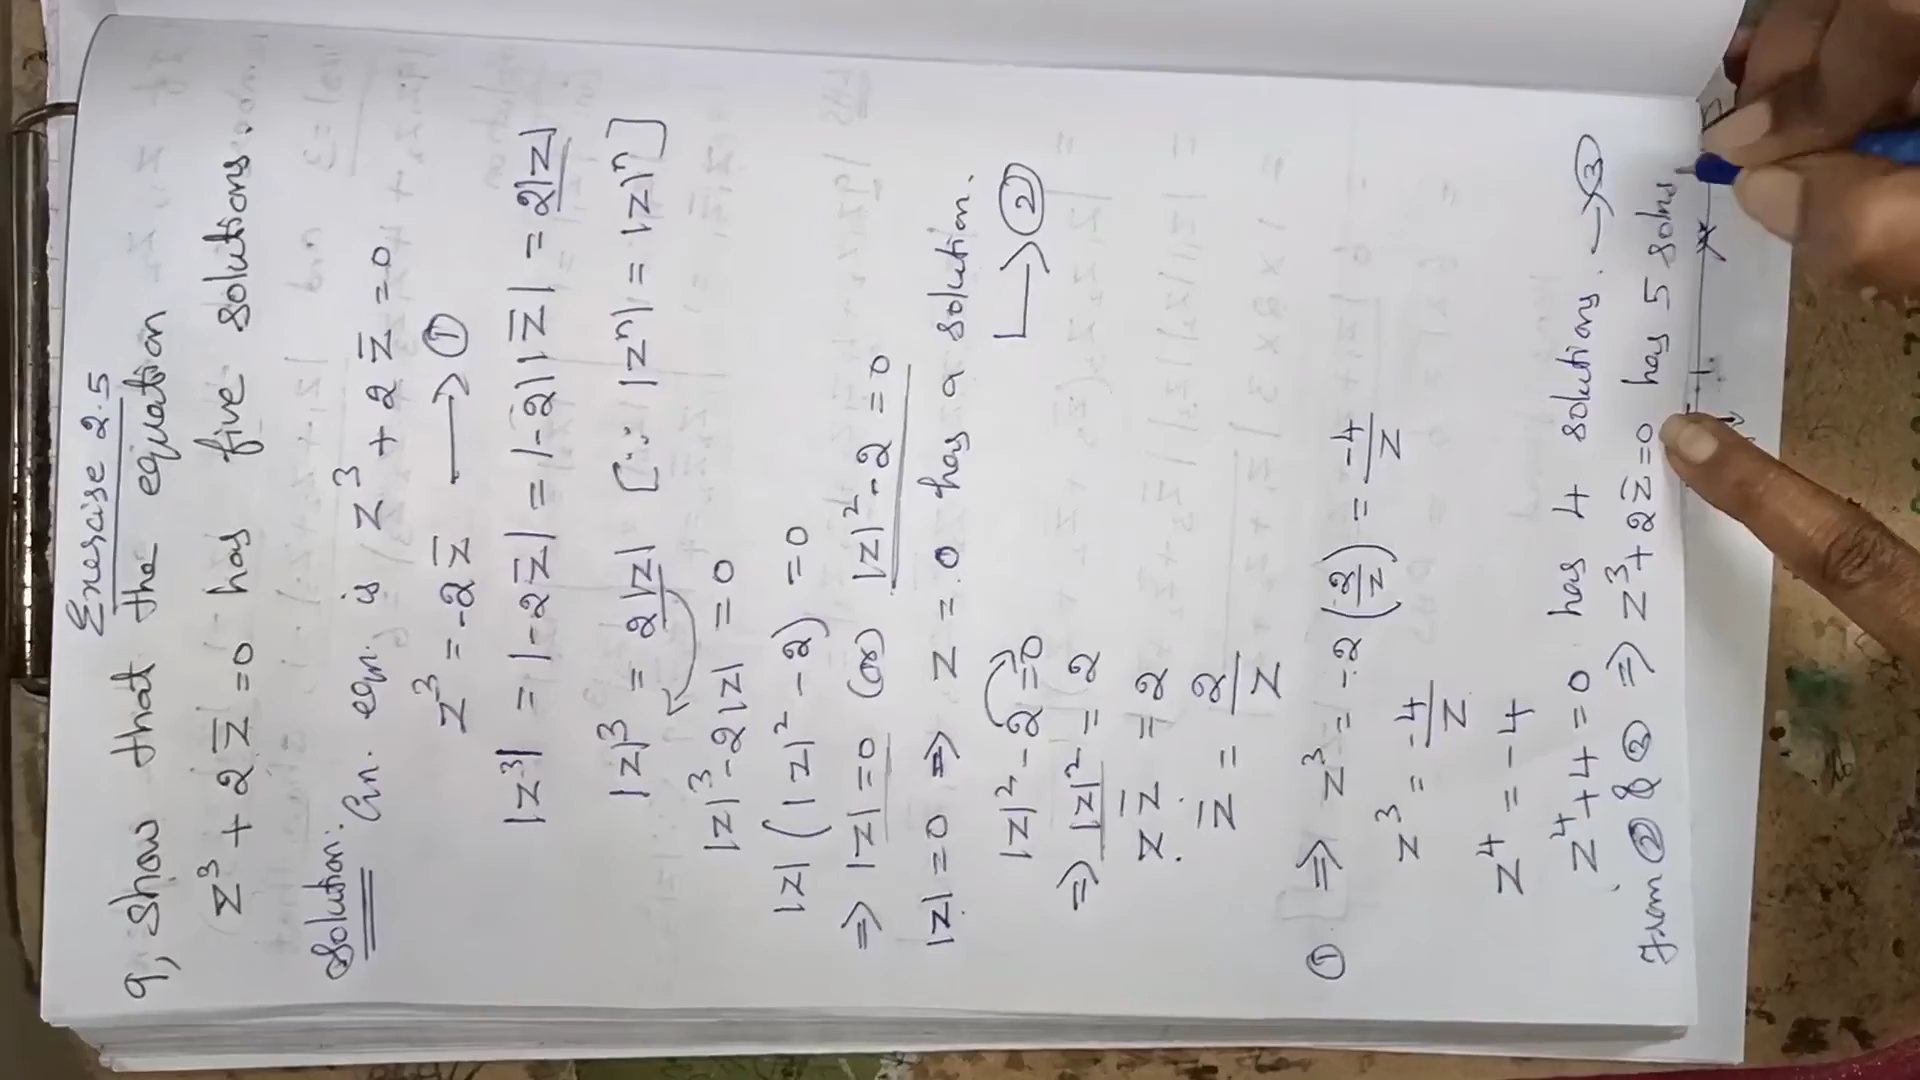 Exercise 2.5
9, Show that the equation
z³ + 2z̅ = 0 has five solutions.
Solution: Gn. eqn. is z³ + 2z̅ = 0
z³ = -2z̅ → ①
|z³| = |-2z̅| = |-2||z̅| = 2|z|
|z|³ = 2|z| [∵ |zⁿ| = |z|ⁿ]
|z|³ - 2|z| = 0
|z|(|z|² - 2) = 0
⇒ |z| = 0 (or) |z|² - 2 = 0
|z| = 0 ⇒ z = 0 has a solution.
→ ②
|z|² - 2 = 0
⇒ |z|² = 2
z z̅ = 2
z̅ = 2/z
① ⇒ z³ = -2(2/z) = -4/z
z³ = -4/z
z⁴ = -4
z⁴ + 4 = 0 has 4 solutions. → ③
From ② & ③ ⇒ z³ + 2z̅ = 0 has 5 solns